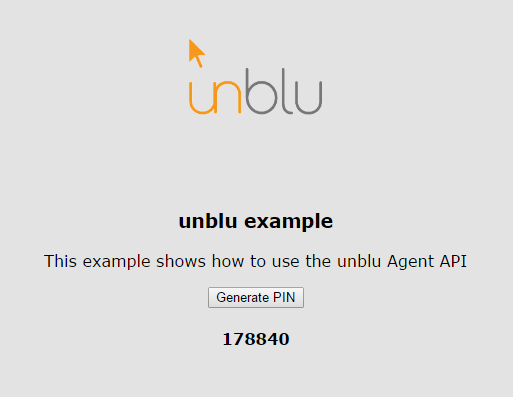 unblu
unblu example
This example shows how to use the unblu Agent API
Generate PIN
178840